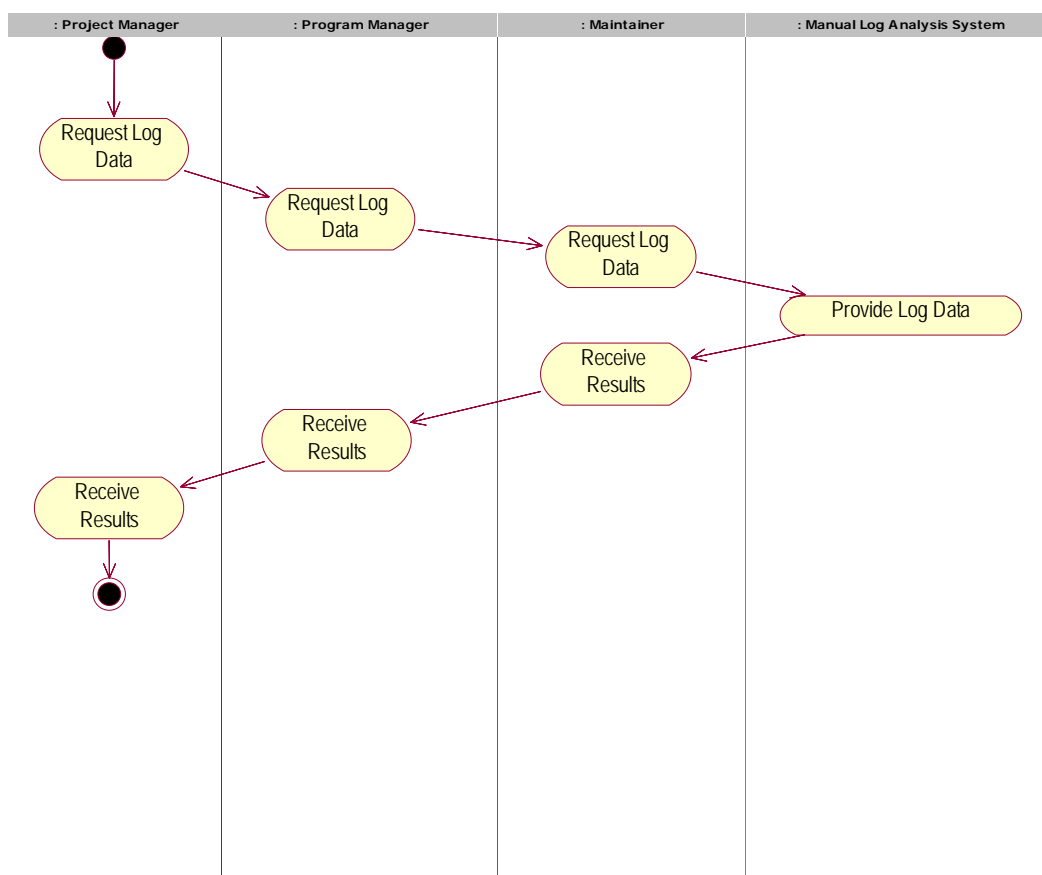 : Project Manager
: Program Manager
: Maintainer
: Manual Log Analysis System
Request Log
Data
Request Log
Data
Request Log
Data
Provide Log Data
Receive
Results
Receive
Results
Receive
Results